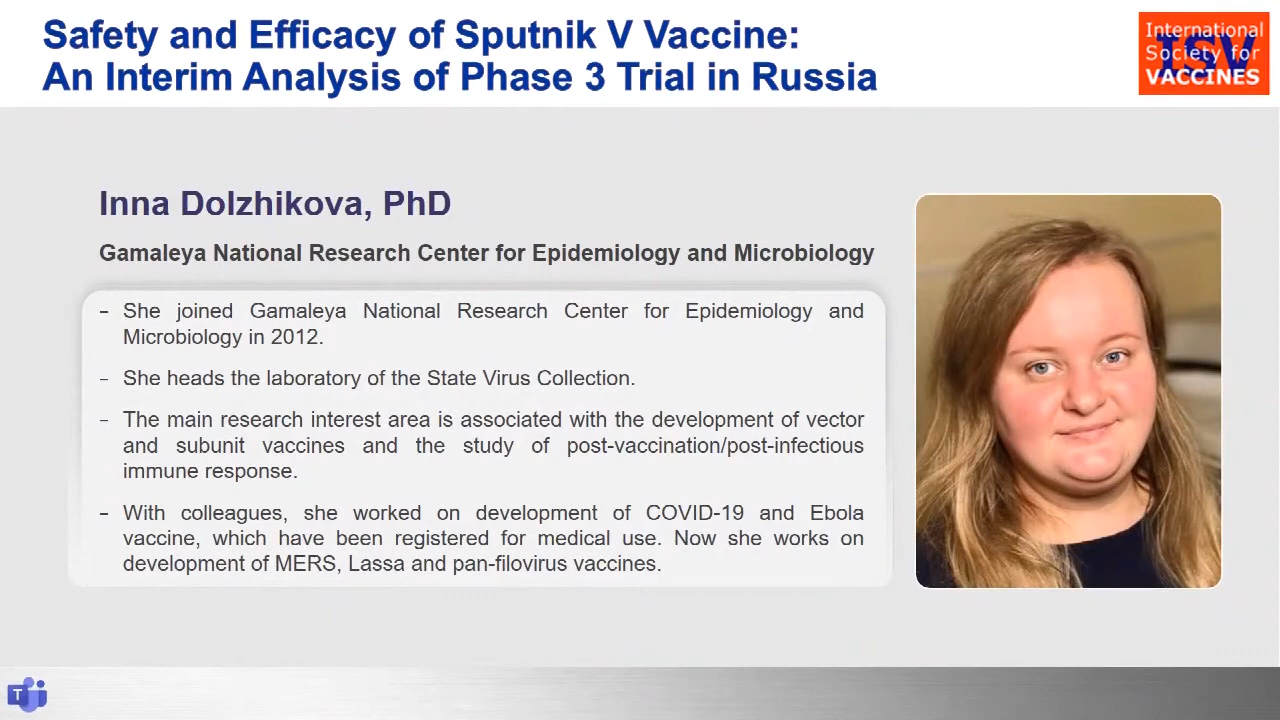 Safety and Efficacy of Sputnik V Vaccine:
An Interim Analysis of Phase 3 Trial in Russia
International
Society for
VACCINES
ISV
Inna Dolzhikova, PhD
Gamaleya National Research Center for Epidemiology and Microbiology
- She joined Gamaleya National Research Center for Epidemiology and
Microbiology in 2012.
- She heads the laboratory of the State Virus Collection.
- The main research interest area is associated with the development of vector
and subunit vaccines and the study of post-vaccination/post-infectious
immune response.
- With colleagues, she worked on development of COVID-19 and Ebola
vaccine, which have been registered for medical use. Now she works on
development of MERS, Lassa and pan-filovirus vaccines.
T